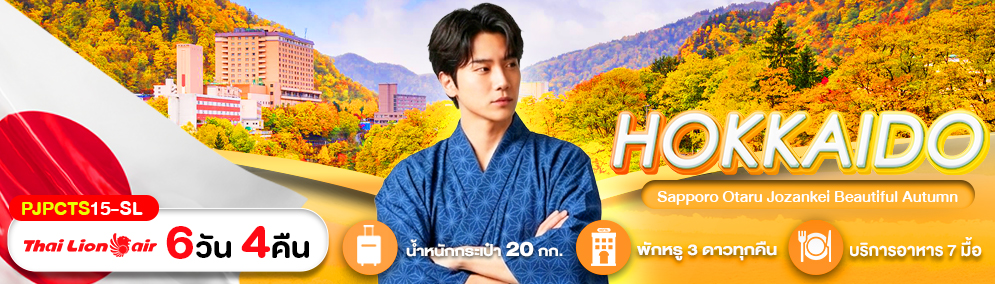 HOKKAIDO
Sapporo Otaru Jozankei Beautiful Autumn
PJPCTS15-SL
Thai Lion air 6วัน 4คืน
น้ำหนักกระเป๋า 20 กก.
พักหรู 3 ดาวทุกคืน
บริการอาหาร 7 มื้อ